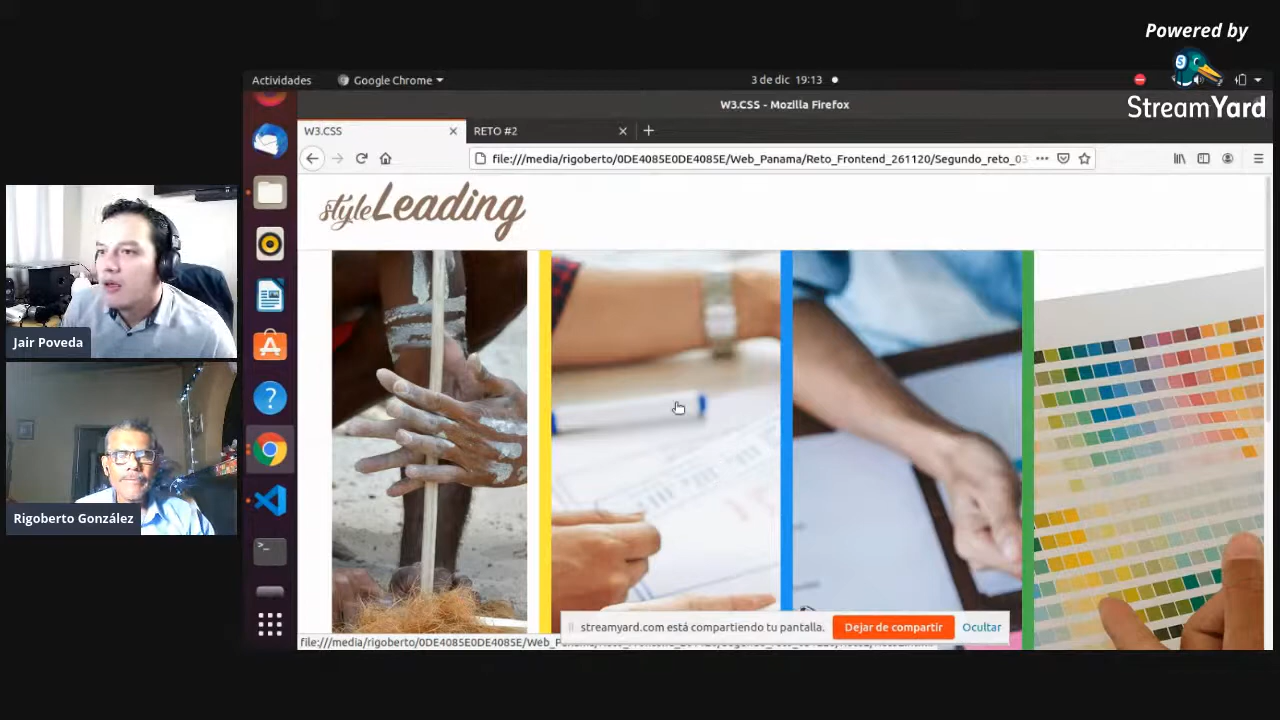 Powered by
StreamYard
Actividades
Google Chrome
3 de dic 19:13
W3.CSS - Mozilla Firefox
W3.CSS
RETO #2
file:///media/rigoberto/0DE4085E0DE4085E/Web_Panama/Reto_Frontend_261120/Segundo_reto_03
styleLeading
Jair Poveda
Rigoberto González
streamyard.com está compartiendo tu pantalla.
Dejar de compartir
Ocultar